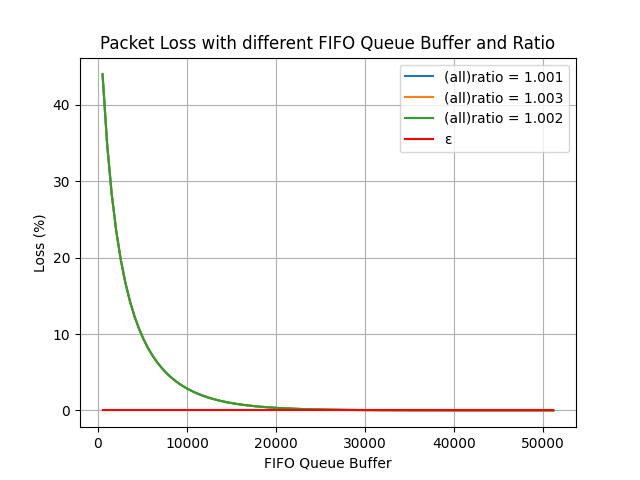 Packet Loss with different FIFO Queue Buffer and Ratio
(all)ratio = 1.001
(all)ratio = 1.003
(all)ratio = 1.002
ε
Loss (%)
40
30
20
10
0
0 10000 20000 30000 40000 50000
FIFO Queue Buffer